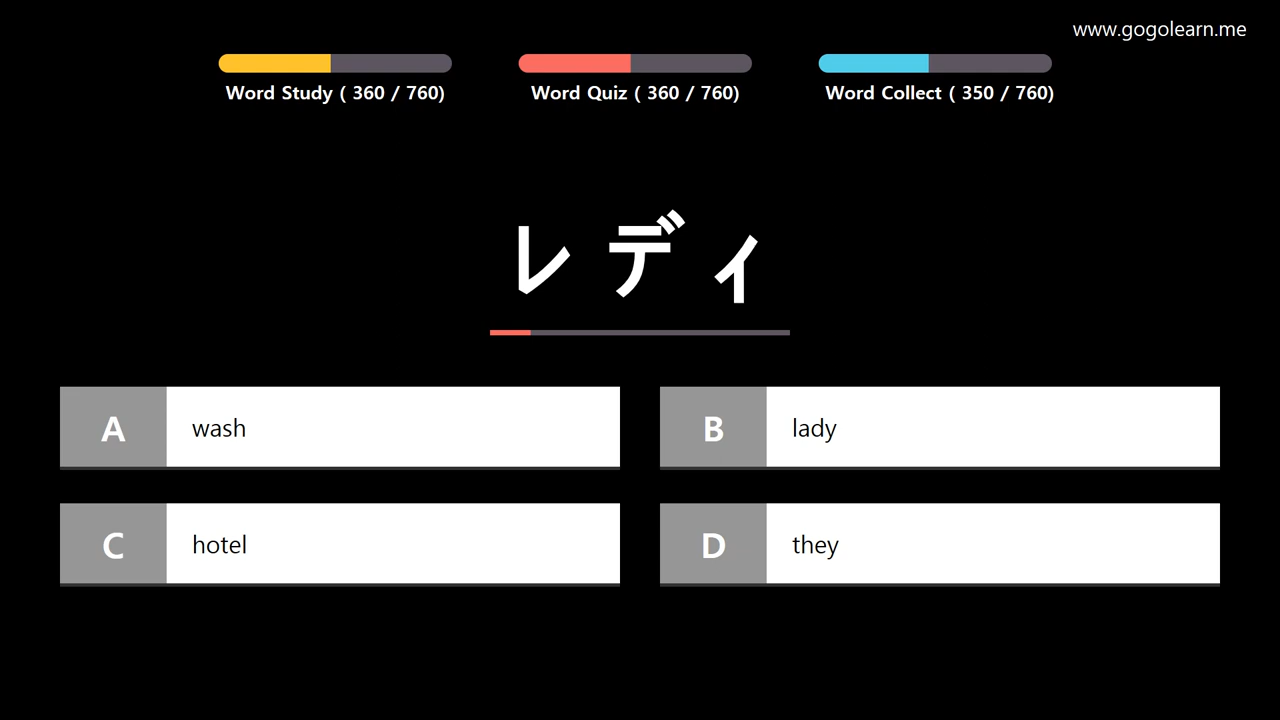 www.gogolearn.me
Word Study ( 360 / 760)
Word Quiz ( 360 / 760)
Word Collect ( 350 / 760)
レディ
A wash
B lady
C hotel
D they